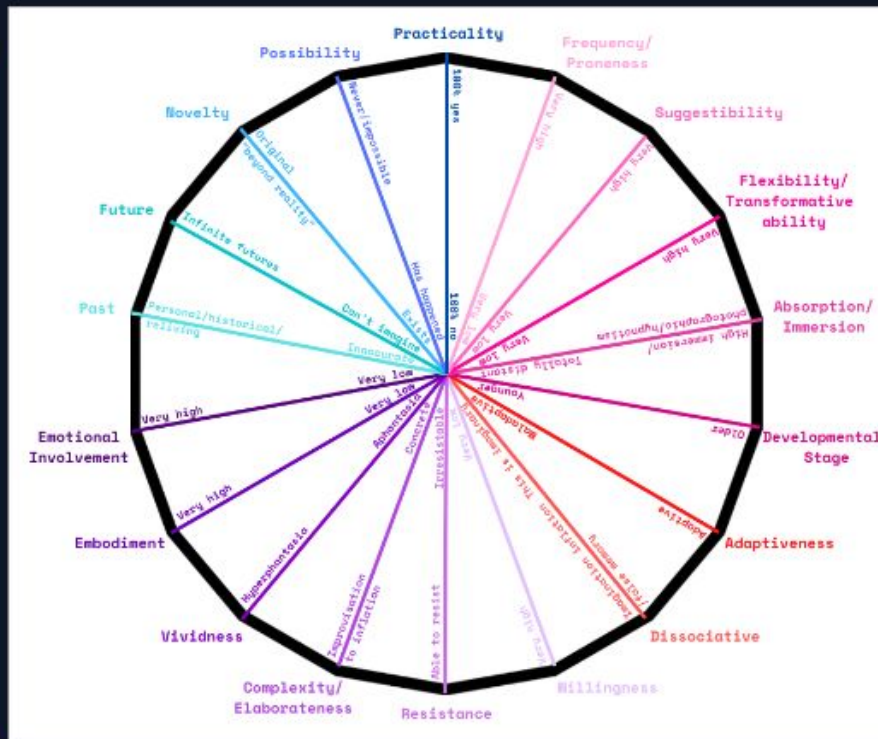 Practicality
100% yes
100% no
Frequency/
Proneness
Very high
Very low
Suggestibility
Very high
Very low
Flexibility/
Transformative
ability
Very high
Very low
Absorption/
Immersion
High immersion/
photographic/hypnotism
Totally distant
Developmental
Stage
Older
Younger
Adaptiveness
Adaptive
Maladaptive
Dissociative
Imagination inflation
/false memory
This is imaginary
Willingness
Very high
Very low
Resistance
Able to resist
Irresistable
Complexity/
Elaborateness
Improvisation
to inflation
Concrete
Vividness
Hyperphantasia
Aphantasia
Embodiment
Very high
Very low
Emotional
Involvement
Very high
Very low
Past
Personal/historical/
reliving
Inaccurate
Future
Infinite futures
Can't imagine
Novelty
Original
"beyond reality"
Exists
Possibility
Never/impossible
Has happened